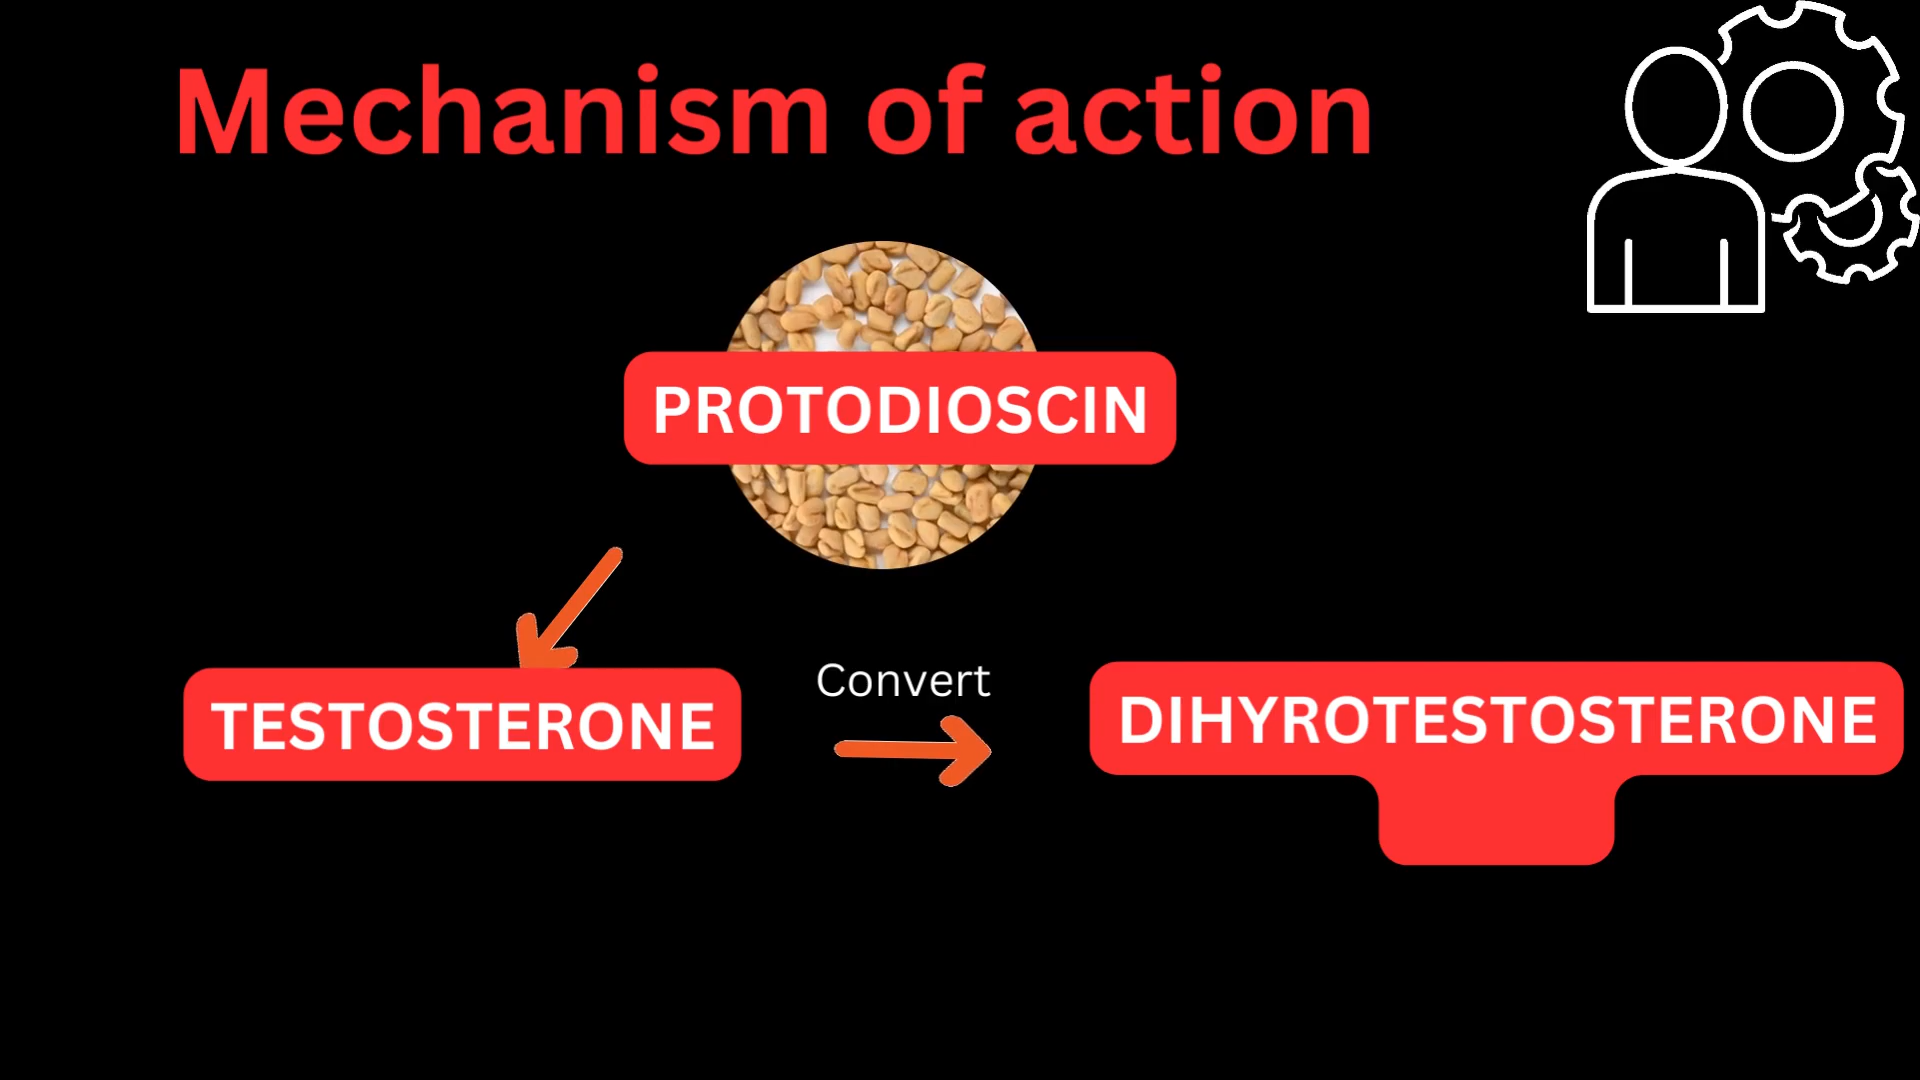 Mechanism of action
PROTODIOSCIN
TESTOSTERONE
Convert
DIHYROTESTOSTERONE